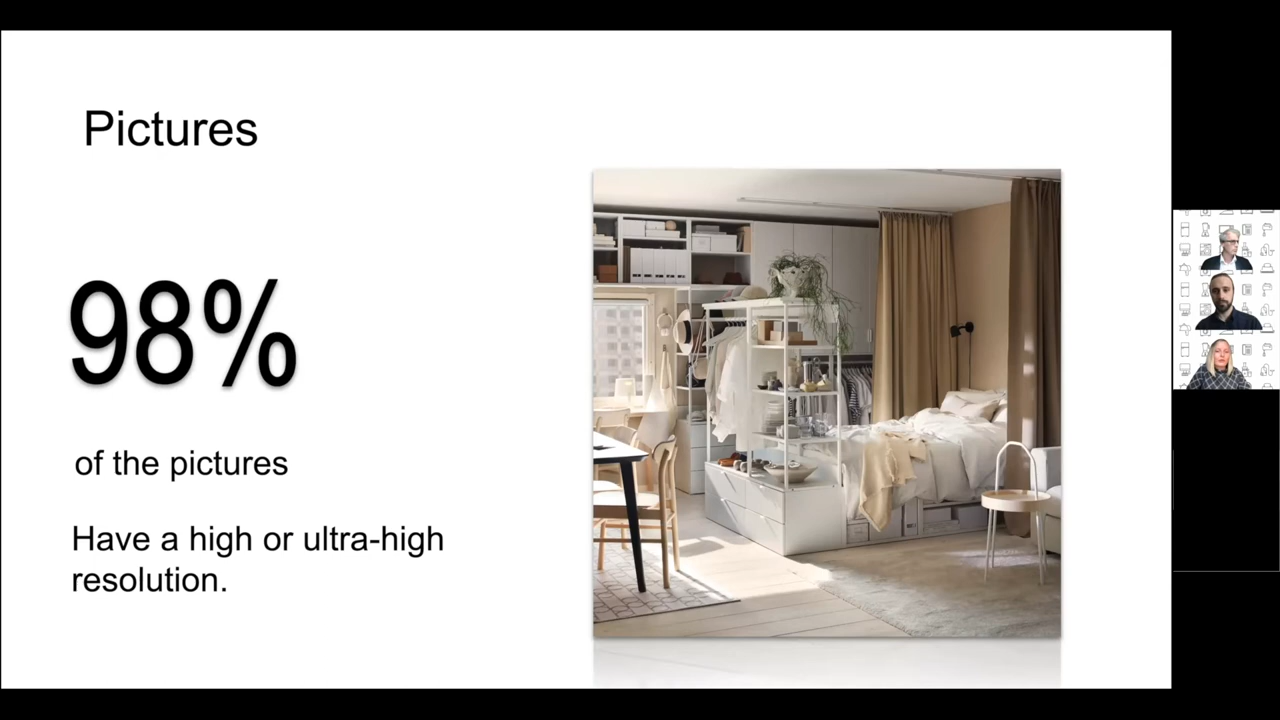 Pictures
98%
of the pictures
Have a high or ultra-high
resolution.